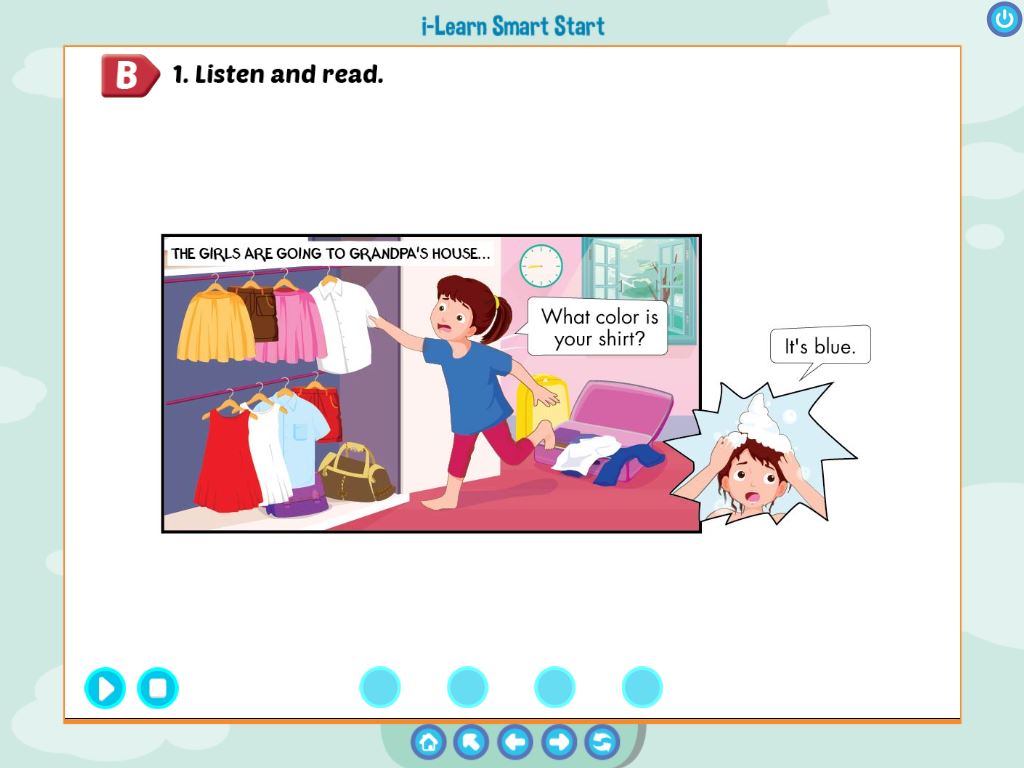 i-Learn Smart Start
B 1. Listen and read.
THE GIRLS ARE GOING TO GRANDPA'S HOUSE...
What color is
your shirt?
It's blue.